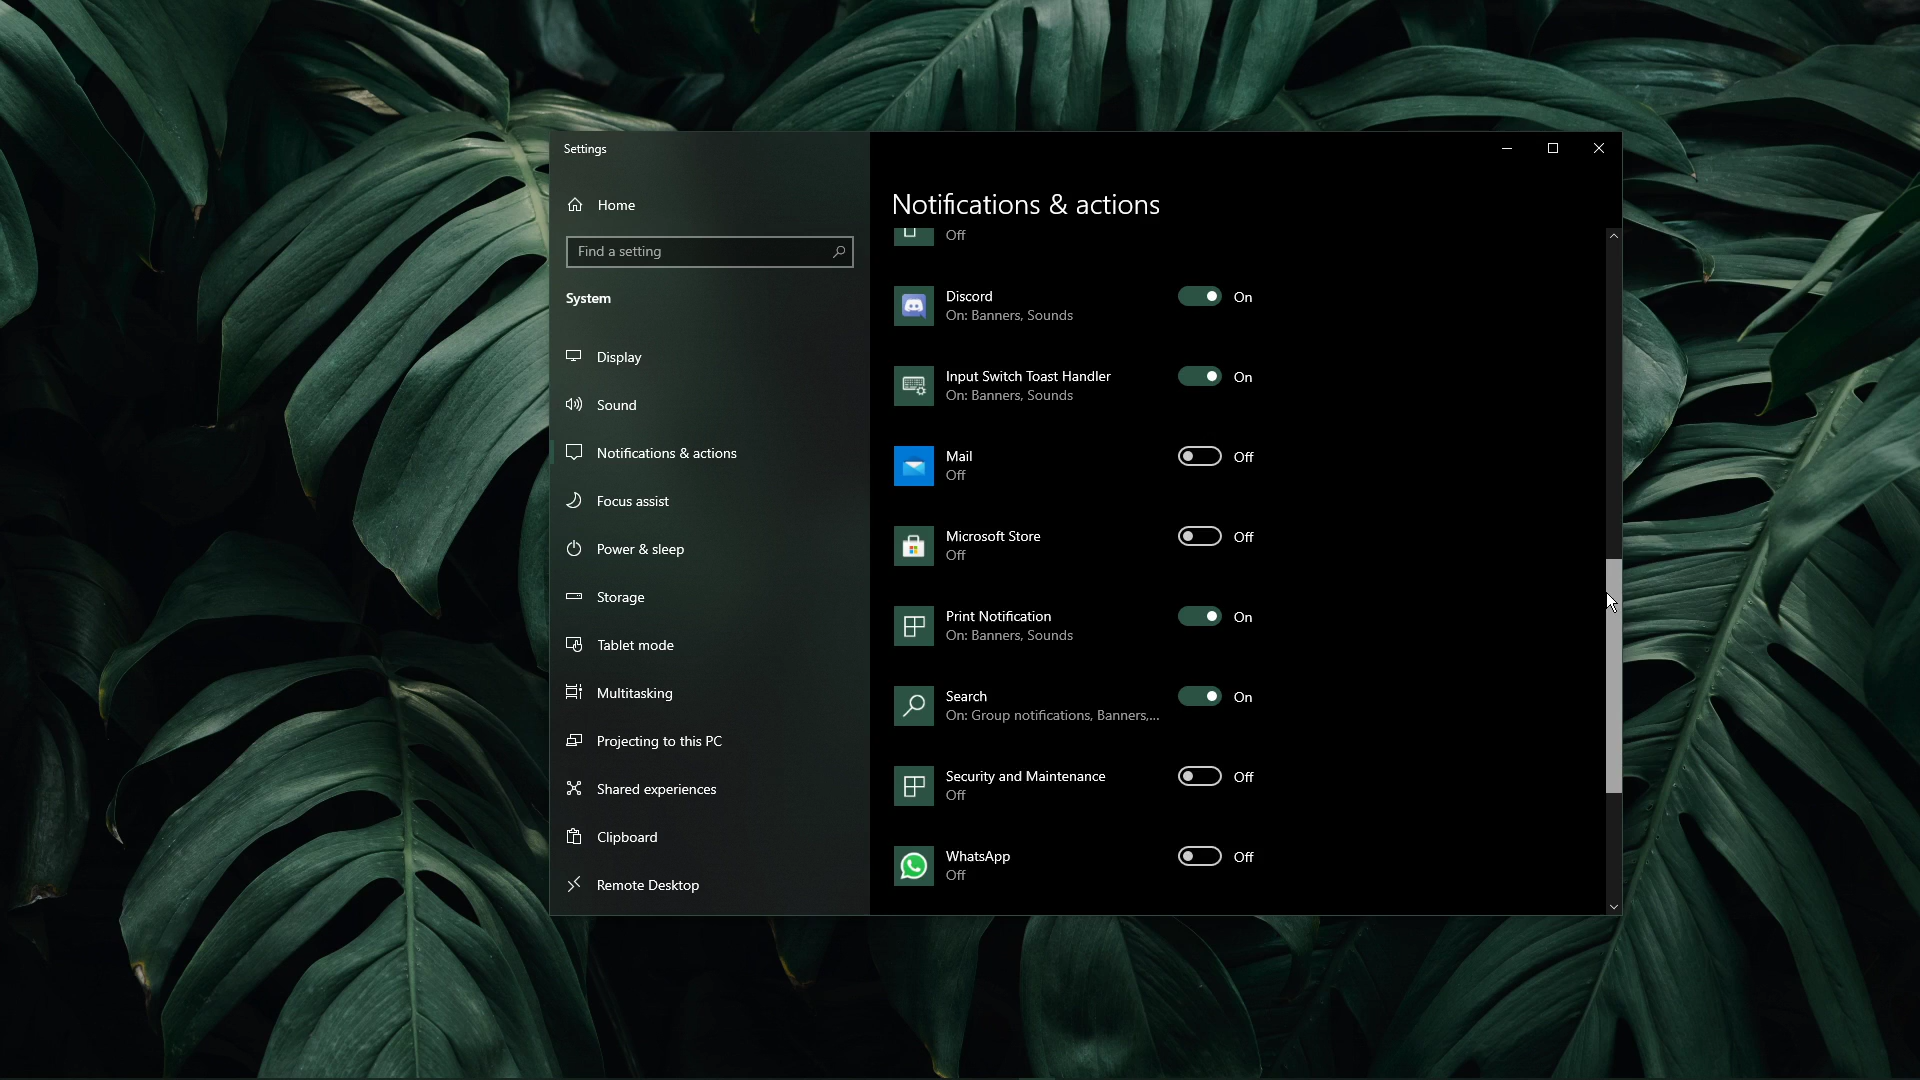 Settings
Home
Find a setting
System
Display
Sound
Notifications & actions
Focus assist
Power & sleep
Storage
Tablet mode
Multitasking
Projecting to this PC
Shared experiences
Clipboard
Remote Desktop
Notifications & actions
Off
Discord
On: Banners, Sounds
On
Input Switch Toast Handler
On: Banners, Sounds
On
Mail
Off
Off
Microsoft Store
Off
Off
Print Notification
On: Banners, Sounds
On
Search
On: Group notifications, Banners,...
On
Security and Maintenance
Off
Off
WhatsApp
Off
Off